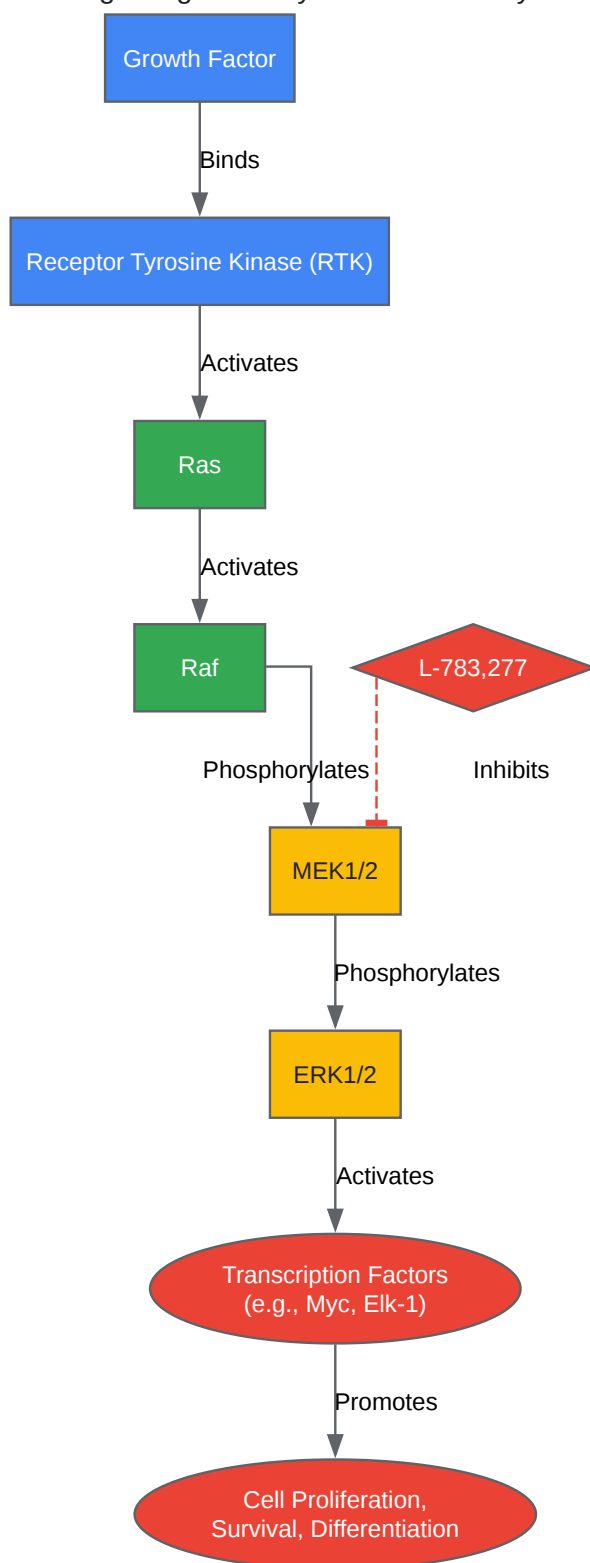 Growth Factor
Binds
Receptor Tyrosine Kinase (RTK)
Activates
Ras
Activates
Raf
L-783,277
Phosphorylates
Inhibits
MEK1/2
Phosphorylates
ERK1/2
Activates
Transcription Factors
(e.g., Myc, Elk-1)
Promotes
Cell Proliferation,
Survival, Differentiation